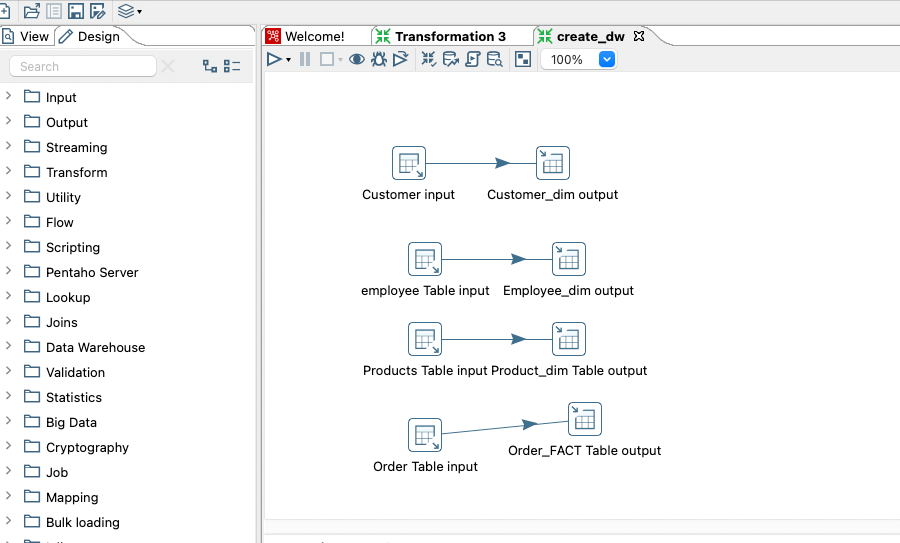 View
Design
Welcome!
Transformation 3
create_dw
Search
100%
Input
Output
Streaming
Transform
Utility
Flow
Scripting
Pentaho Server
Lookup
Joins
Data Warehouse
Validation
Statistics
Big Data
Cryptography
Job
Mapping
Bulk loading
Customer input
Customer_dim output
employee Table input
Employee_dim output
Products Table input
Product_dim Table output
Order Table input
Order_FACT Table output